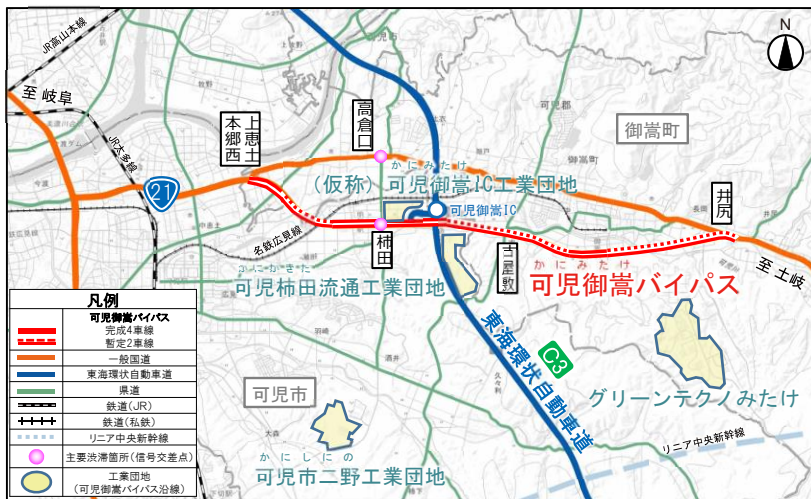 JR高山本線
至 岐阜
JR太多線
21
上恵土
本郷西
高倉口
可児郡
御嵩町
御嵩町
N
かにみたけ
(仮称)可児御嵩IC工業団地
可児御嵩IC
名鉄広見線
柿田
井尻
至 土岐
かにかきた
可児柿田流通工業団地
古屋敷
かにみたけ
可児御嵩バイパス
C3
東海環状自動車道
グリーンテクノみたけ
リニア中央新幹線
可児市
かにしにの
可児市二野工業団地
凡例
可児御嵩バイパス
完成4車線
暫定2車線
一般国道
東海環状自動車道
県道
鉄道(JR)
鉄道(私鉄)
リニア中央新幹線
主要渋滞箇所(信号交差点)
工業団地
(可児御嵩バイパス沿線)